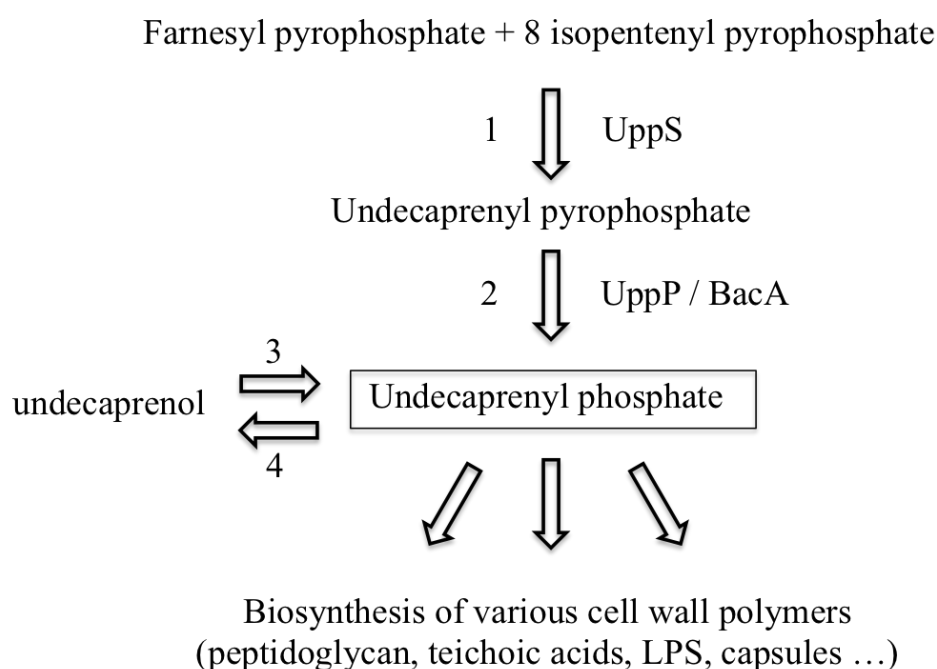 Farnesyl pyrophosphate + 8 isopentenyl pyrophosphate
1 UppS
Undecaprenyl pyrophosphate
2 UppP / BacA
3
undecaprenol Undecaprenyl phosphate
4
Biosynthesis of various cell wall polymers
(peptidoglycan, teichoic acids, LPS, capsules …)